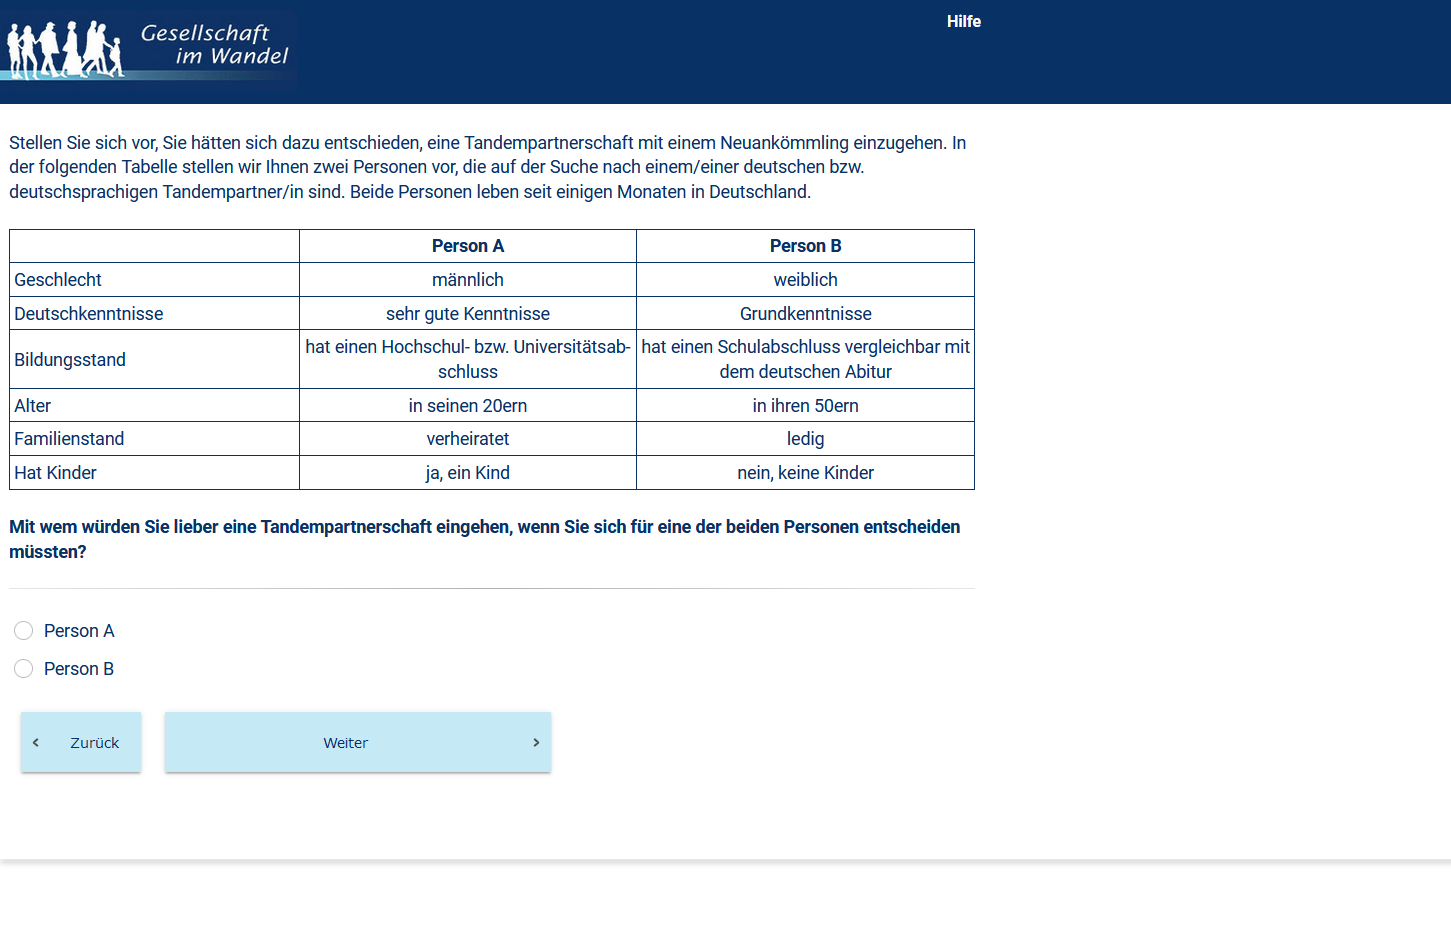 Gesellschaft
im Wandel
Hilfe
Stellen Sie sich vor, Sie hätten sich dazu entschieden, eine Tandempartnerschaft mit einem Neuankömmling einzugehen. In
der folgenden Tabelle stellen wir Ihnen zwei Personen vor, die auf der Suche nach einem/einer deutschen bzw.
deutschsprachigen Tandempartner/in sind. Beide Personen leben seit einigen Monaten in Deutschland.
Person A Person B
Geschlecht männlich weiblich
Deutschkenntnisse sehr gute Kenntnisse Grundkenntnisse
Bildungsstand hat einen Hochschul- bzw. Universitätsab- hat einen Schulabschluss vergleichbar mit
schluss dem deutschen Abitur
Alter in seinen 20ern in ihren 50ern
Familienstand verheiratet ledig
Hat Kinder ja, ein Kind nein, keine Kinder
Mit wem würden Sie lieber eine Tandempartnerschaft eingehen, wenn Sie sich für eine der beiden Personen entscheiden
müssten?
Person A
Person B
Zurück Weiter